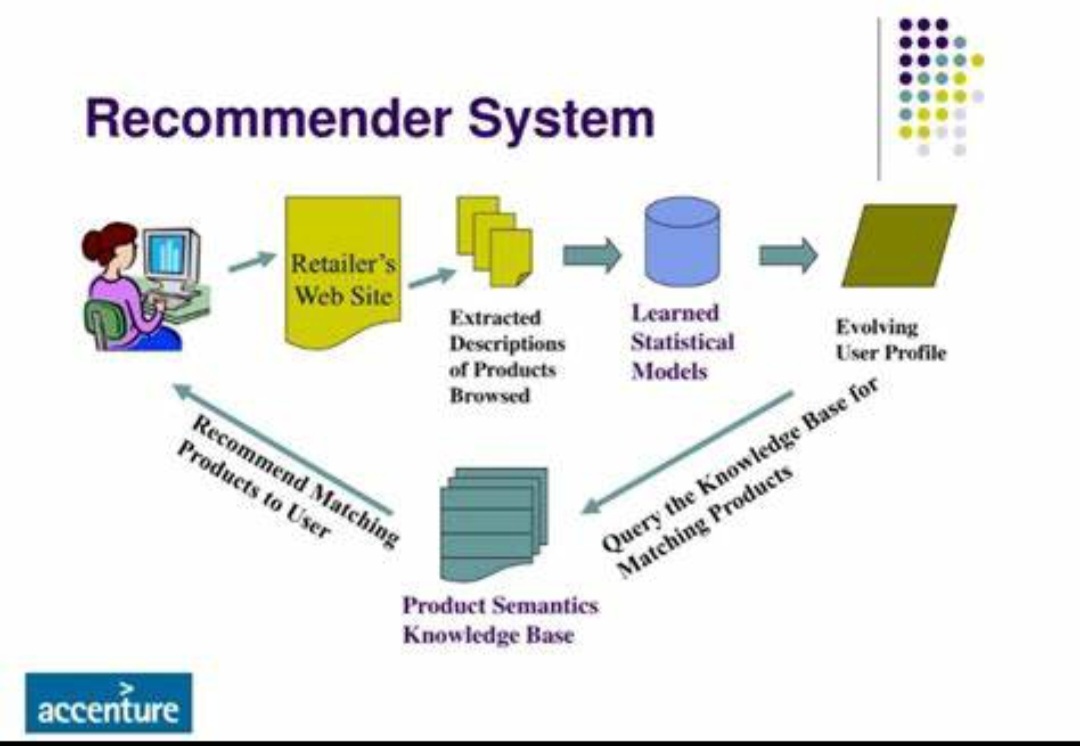 Recommender System
Retailer's
Web Site
Extracted
Descriptions
of Products
Browsed
Learned
Statistical
Models
Evolving
User Profile
Query the Knowledge Base for
Matching Products
Recommend Matching
Products to User
Product Semantics
Knowledge Base
accenture